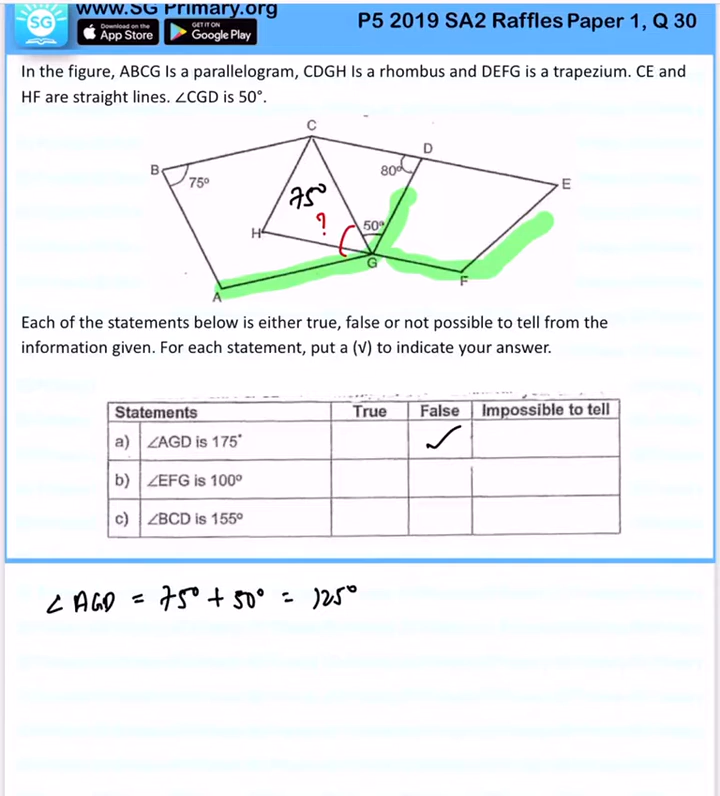 www.SG Primary.org
SG
Download on the
App Store
GET IT ON
Google Play
P5 2019 SA2 Raffles Paper 1, Q 30
In the figure, ABCG Is a parallelogram, CDGH Is a rhombus and DEFG is a trapezium. CE and
HF are straight lines. ∠CGD is 50°.
C
D
B
80°
E
75°
75°
?
50°
H
G
F
A
Each of the statements below is either true, false or not possible to tell from the
information given. For each statement, put a (√) to indicate your answer.
Statements True False Impossible to tell
a) ∠AGD is 175° ✓
b) ∠EFG is 100°
c) ∠BCD is 155°
∠AGD = 75° + 50° = 125°